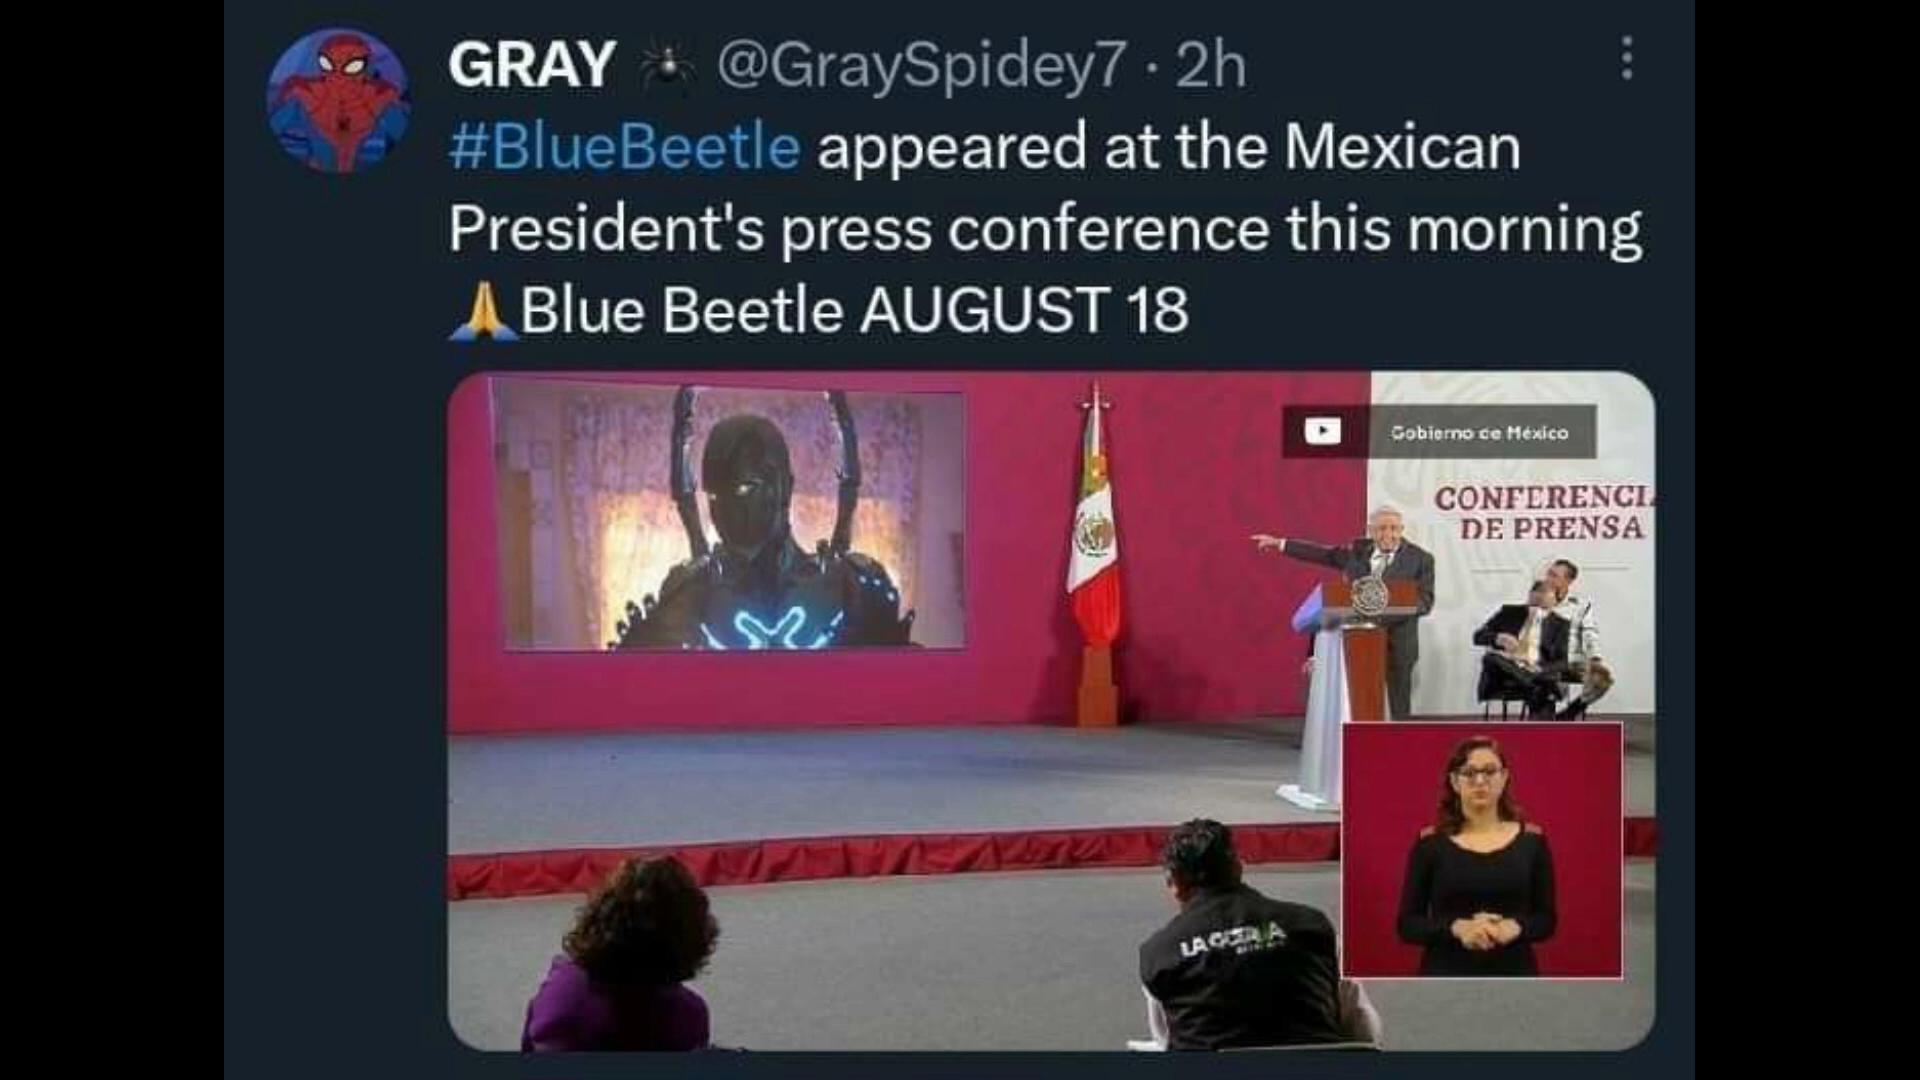 GRAY 🕷 @GraySpidey7 · 2h
#BlueBeetle appeared at the Mexican
President's press conference this morning
🙏Blue Beetle AUGUST 18
Gobierno de México
CONFERENCIA
DE PRENSA
LA